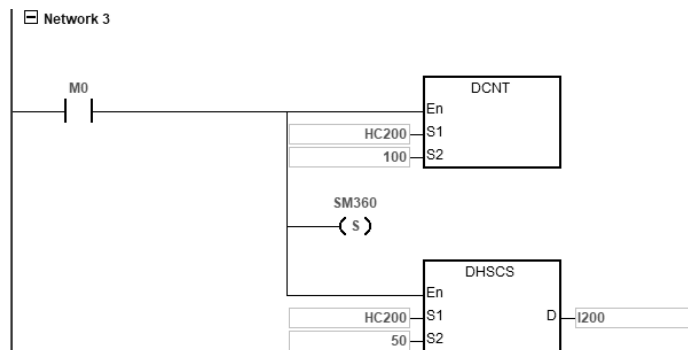 Network 3
M0
DCNT
En
HC200 S1
100 S2
SM360
S
DHSCS
En
HC200 S1 D I200
50 S2